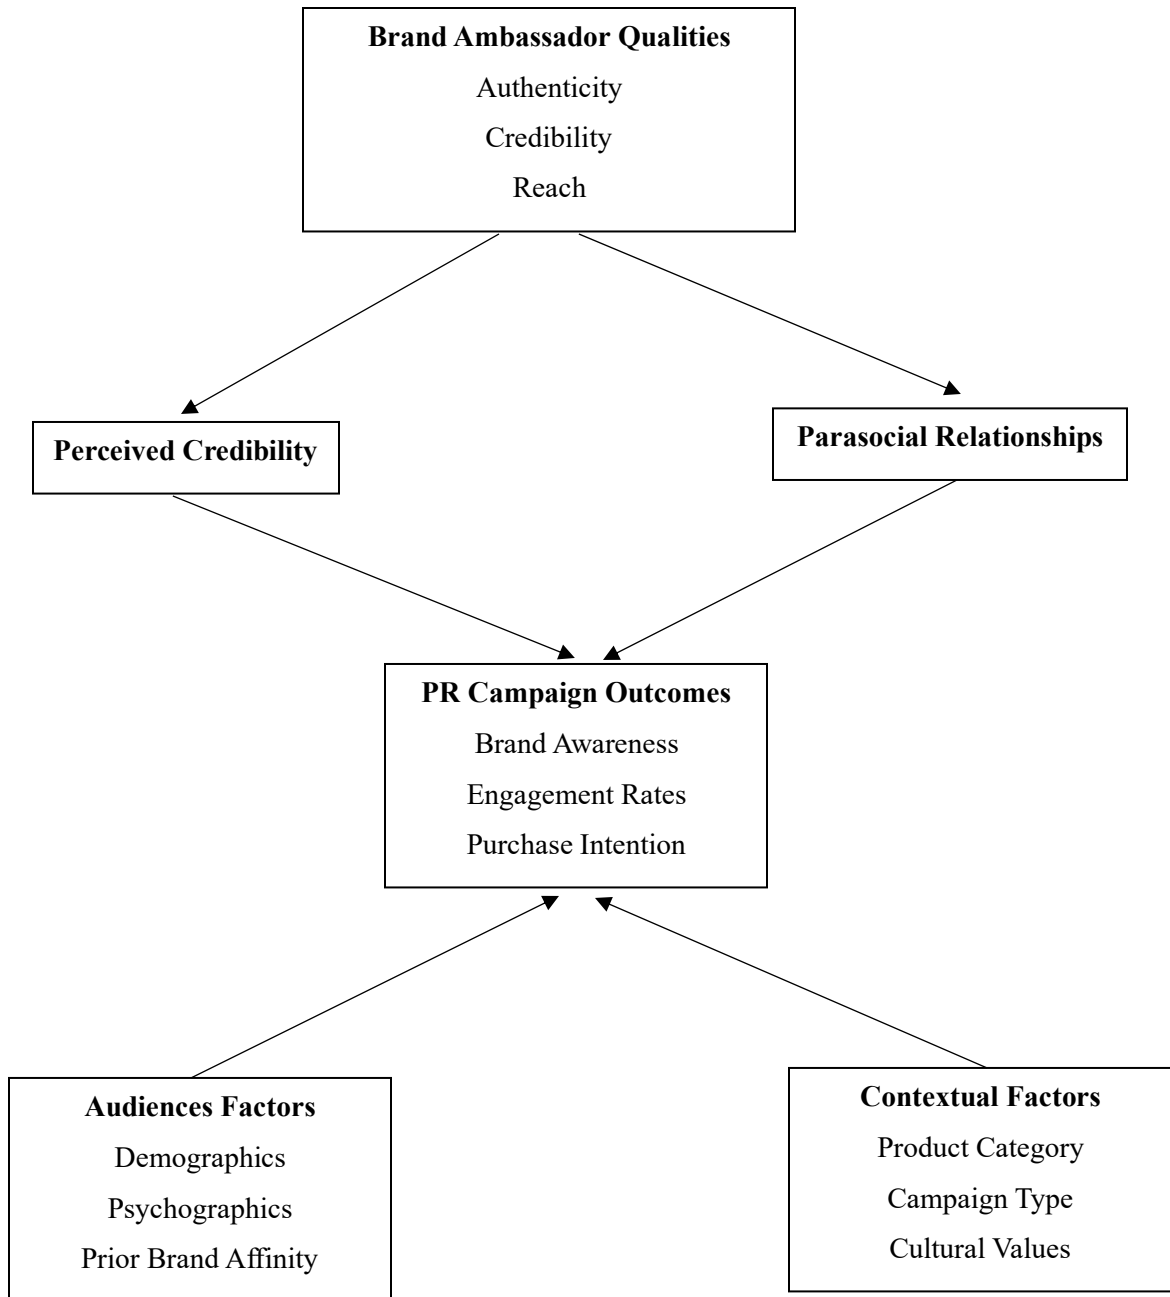 Brand Ambassador Qualities
Authenticity
Credibility
Reach
Perceived Credibility
Parasocial Relationships
PR Campaign Outcomes
Brand Awareness
Engagement Rates
Purchase Intention
Audiences Factors
Demographics
Psychographics
Prior Brand Affinity
Contextual Factors
Product Category
Campaign Type
Cultural Values